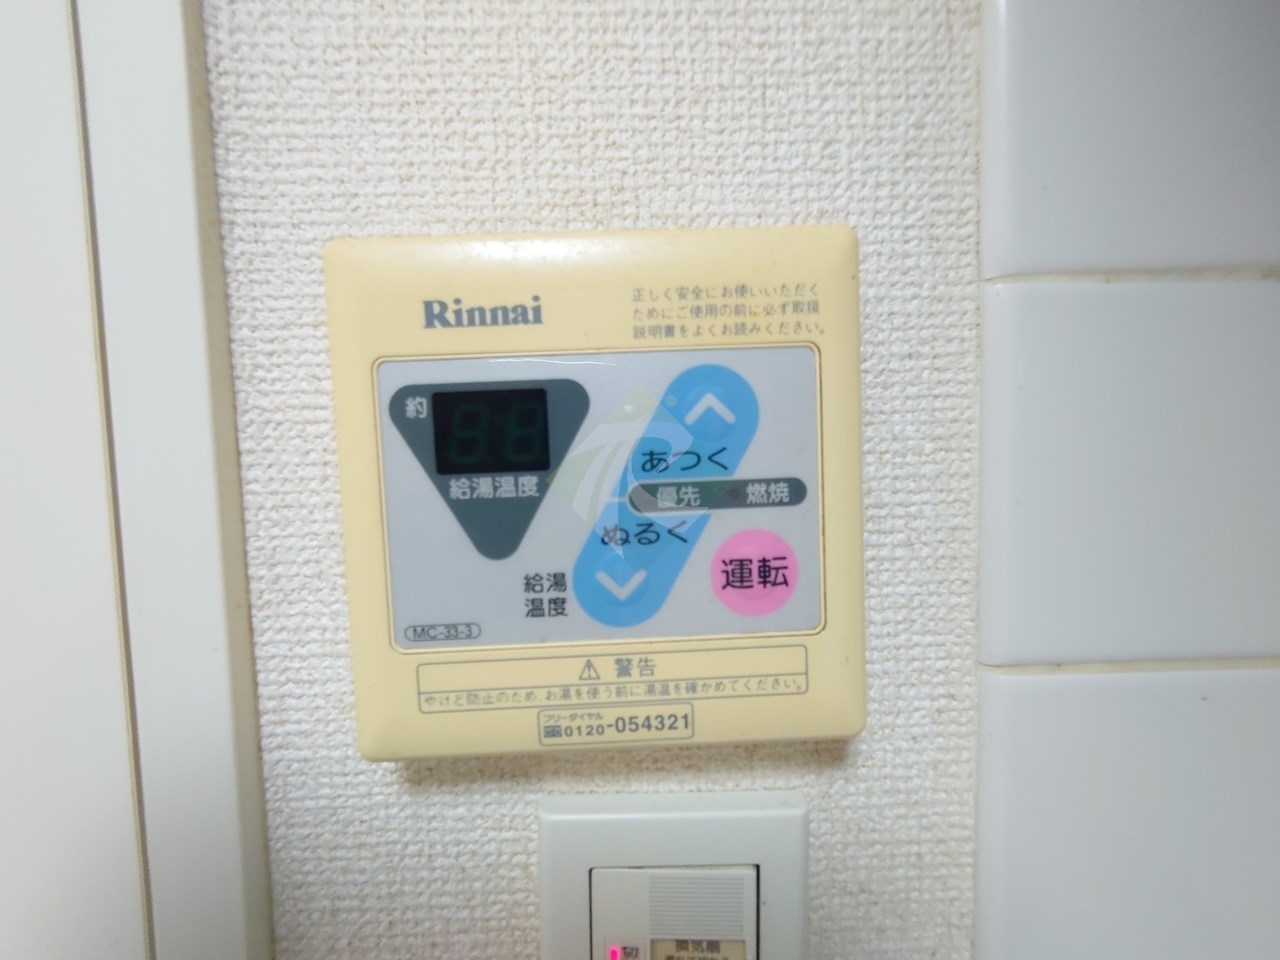 Rinnai
正しく安全にお使いいただく
ためにご使用の前に必ず取扱
説明書をよくお読みください。
約
給湯温度
あつく
優先 燃焼
ぬるく
運転
給湯
温度
MC-33-3
⚠ 警告
やけど防止のため、お湯を使う前に湯温を確かめてください。
フリーダイヤル
0120-054321
切
換気扇